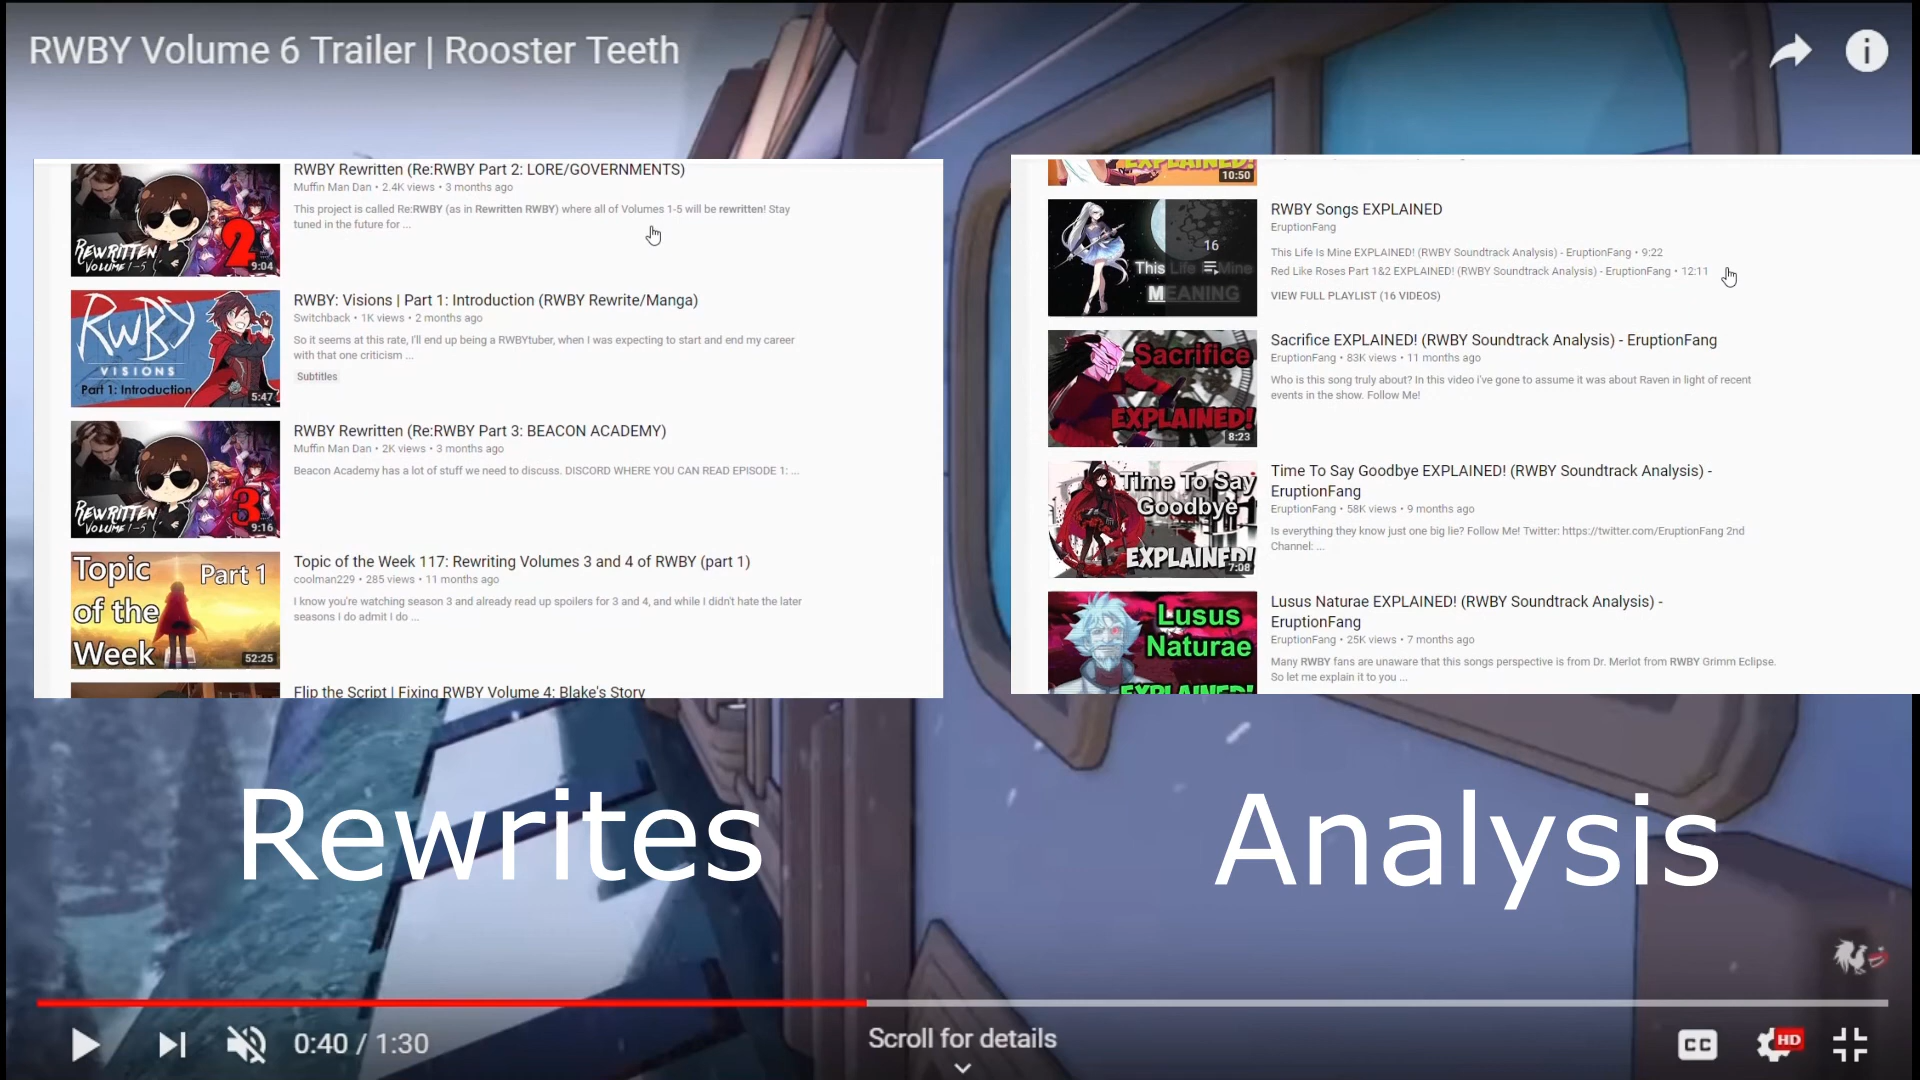 RWBY Volume 6 Trailer | Rooster Teeth
RWBY Rewritten (Re:RWBY Part 2: LORE/GOVERNMENTS)
Muffin Man Dan • 2.4K views • 3 months ago
This project is called Re:RWBY (as in Rewritten RWBY) where all of Volumes 1-5 will be rewritten! Stay
tuned in the future for ...
REWRITTEN
VOLUME 1-5
2
9:04
RWBY: Visions | Part 1: Introduction (RWBY Rewrite/Manga)
Switchback • 1K views • 2 months ago
So it seems at this rate, I'll end up being a RWBYtuber, when I was expecting to start and end my career
with that one criticism ...
Subtitles
RWBY
VISIONS
Part 1: Introduction
5:47
RWBY Rewritten (Re:RWBY Part 3: BEACON ACADEMY)
Muffin Man Dan • 2K views • 3 months ago
Beacon Academy has a lot of stuff we need to discuss. DISCORD WHERE YOU CAN READ EPISODE 1: ...
REWRITTEN
VOLUME 1-5
3
9:16
Topic of the Week 117: Rewriting Volumes 3 and 4 of RWBY (part 1)
coolman229 • 285 views • 11 months ago
I know you're watching season 3 and already read up spoilers for 3 and 4, and while I didn't hate the later
seasons I do admit I do ...
Topic Part 1
of the
Week
52:25
Flip the Script | Fixing RWBY Volume 4: Blake's Story
EXPLAINED!
10:50
RWBY Songs EXPLAINED
EruptionFang
This Life Is Mine EXPLAINED! (RWBY Soundtrack Analysis) - EruptionFang • 9:22
Red Like Roses Part 1&2 EXPLAINED! (RWBY Soundtrack Analysis) - EruptionFang • 12:11
VIEW FULL PLAYLIST (16 VIDEOS)
16
This Life Is Mine
MEANING
Sacrifice EXPLAINED! (RWBY Soundtrack Analysis) - EruptionFang
EruptionFang • 83K views • 11 months ago
Who is this song truly about? In this video i've gone to assume it was about Raven in light of recent
events in the show. Follow Me!
Sacrifice
EXPLAINED!
8:23
Time To Say Goodbye EXPLAINED! (RWBY Soundtrack Analysis) -
EruptionFang
EruptionFang • 58K views • 9 months ago
Is everything they know just one big lie? Follow Me! Twitter: https://twitter.com/EruptionFang 2nd
Channel: ...
Time To Say
Goodbye
EXPLAINED!
7:08
Lusus Naturae EXPLAINED! (RWBY Soundtrack Analysis) -
EruptionFang
EruptionFang • 25K views • 7 months ago
Many RWBY fans are unaware that this songs perspective is from Dr. Merlot from RWBY Grimm Eclipse.
So let me explain it to you ...
Lusus
Naturae
EXPLAINED!
Rewrites
Analysis
0:40 / 1:30
Scroll for details
CC
HD